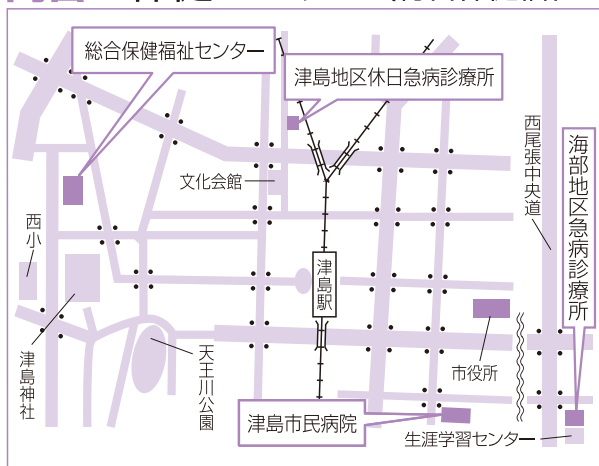 総合保健福祉センター
津島地区休日急病診療所
文化会館
西尾張中央道
海部地区急病診療所
西小
津島駅
市役所
津島神社
天王川公園
津島市民病院
生涯学習センター